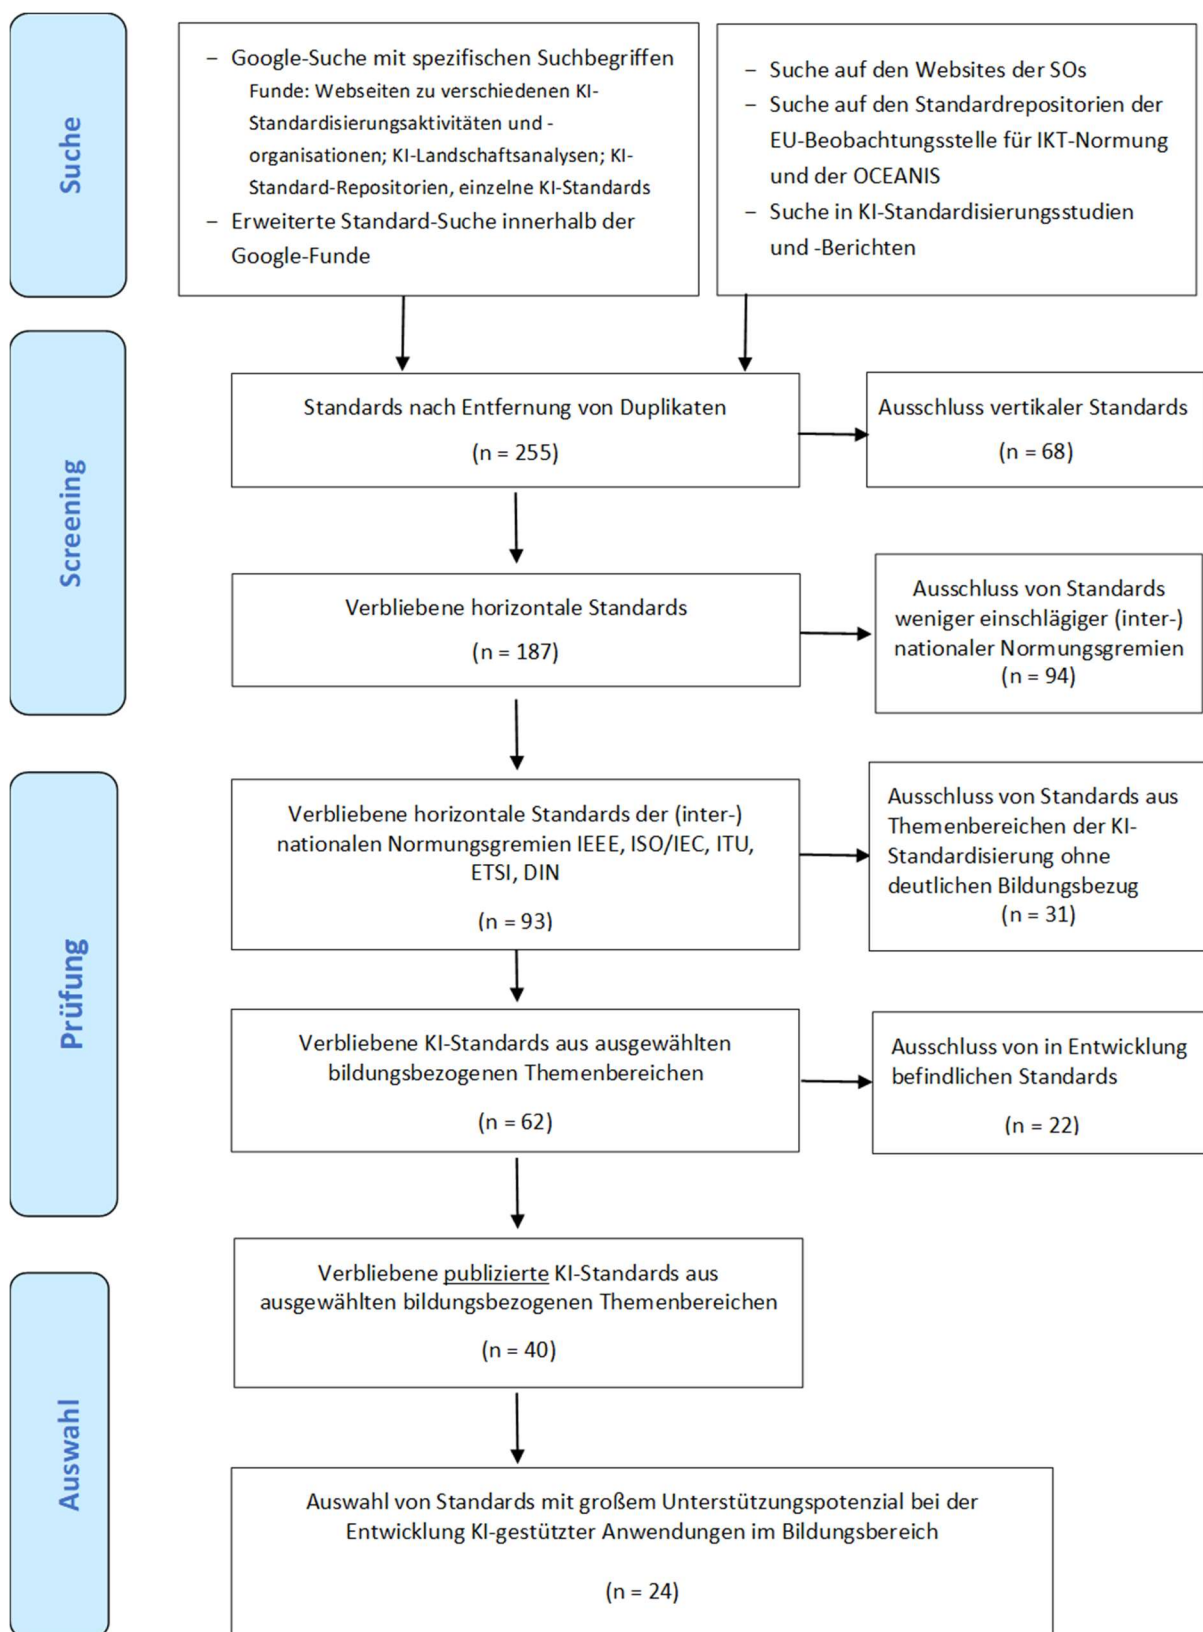 Suche
– Google-Suche mit spezifischen Suchbegriffen
Funde: Webseiten zu verschiedenen KI-
Standardisierungsaktivitäten und -
organisationen; KI-Landschaftsanalysen; KI-
Standard-Repositorien, einzelne KI-Standards
– Erweiterte Standard-Suche innerhalb der
Google-Funde
– Suche auf den Websites der SOs
– Suche auf den Standardrepositorien der
EU-Beobachtungsstelle für IKT-Normung
und der OCEANIS
– Suche in KI-Standardisierungsstudien
und -Berichten
Screening
Standards nach Entfernung von Duplikaten
(n = 255)
Ausschluss vertikaler Standards
(n = 68)
Verbliebene horizontale Standards
(n = 187)
Ausschluss von Standards
weniger einschlägiger (inter-)
nationaler Normungsgremien
(n = 94)
Prüfung
Verbliebene horizontale Standards der (inter-)
nationalen Normungsgremien IEEE, ISO/IEC, ITU,
ETSI, DIN
(n = 93)
Ausschluss von Standards aus
Themenbereichen der KI-
Standardisierung ohne
deutlichen Bildungsbezug
(n = 31)
Verbliebene KI-Standards aus ausgewählten
bildungsbezogenen Themenbereichen
(n = 62)
Ausschluss von in Entwicklung
befindlichen Standards
(n = 22)
Auswahl
Verbliebene publizierte KI-Standards aus
ausgewählten bildungsbezogenen Themenbereichen
(n = 40)
Auswahl von Standards mit großem Unterstützungspotenzial bei der
Entwicklung KI-gestützter Anwendungen im Bildungsbereich
(n = 24)